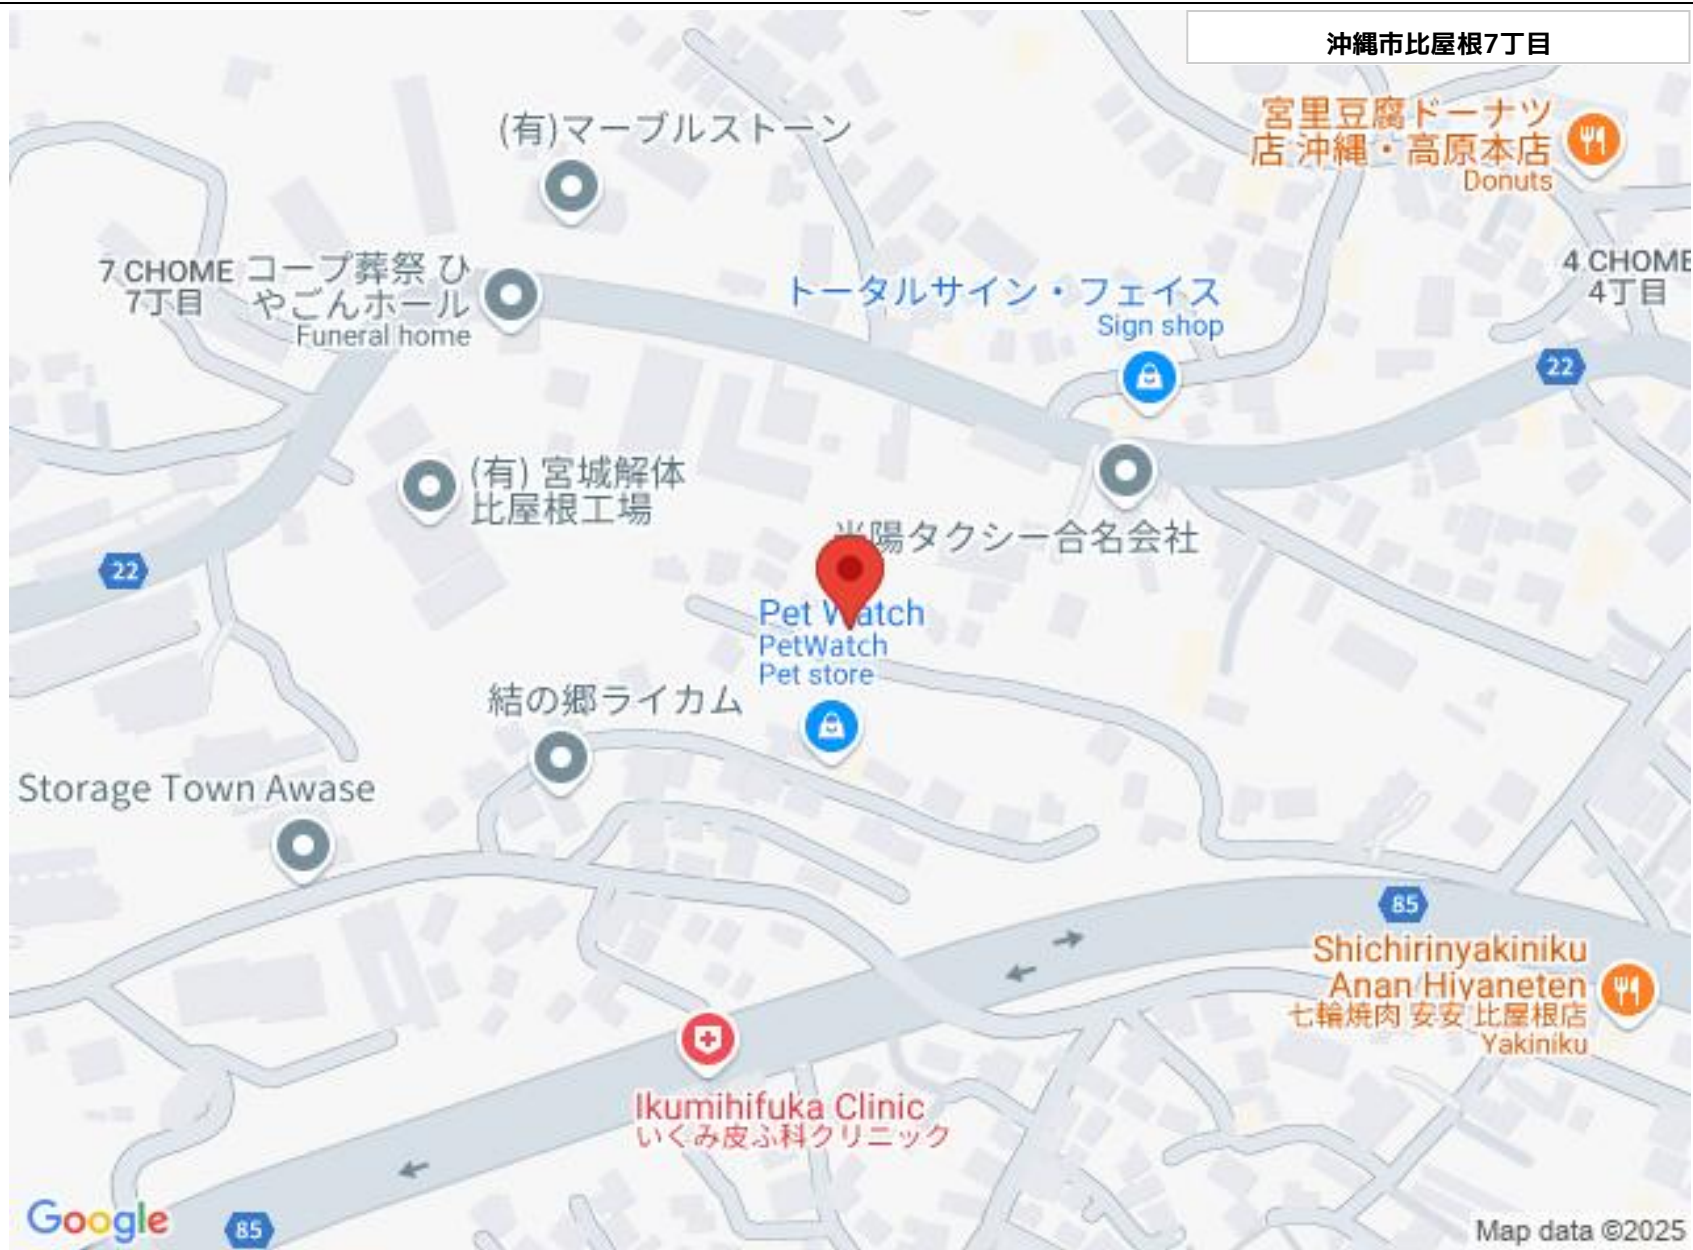 沖縄市比屋根7丁目
宮里豆腐ドーナツ
店 沖縄・高原本店
Donuts
(有)マーブルストーン
7 CHOME
7丁目
コープ葬祭 ひ
やごんホール
Funeral home
4 CHOME
4丁目
トータルサイン・フェイス
Sign shop
22
(有) 宮城解体
比屋根工場
陽タクシー合名会社
22
Pet Watch
PetWatch
Pet store
結の郷ライカム
Storage Town Awase
85
Shichirinyakiniku
Anan Hiyaneten
七輪焼肉 安安 比屋根店
Yakiniku
Ikumihifuka Clinic
いくみ皮ふ科クリニック
Google
85
Map data ©2025